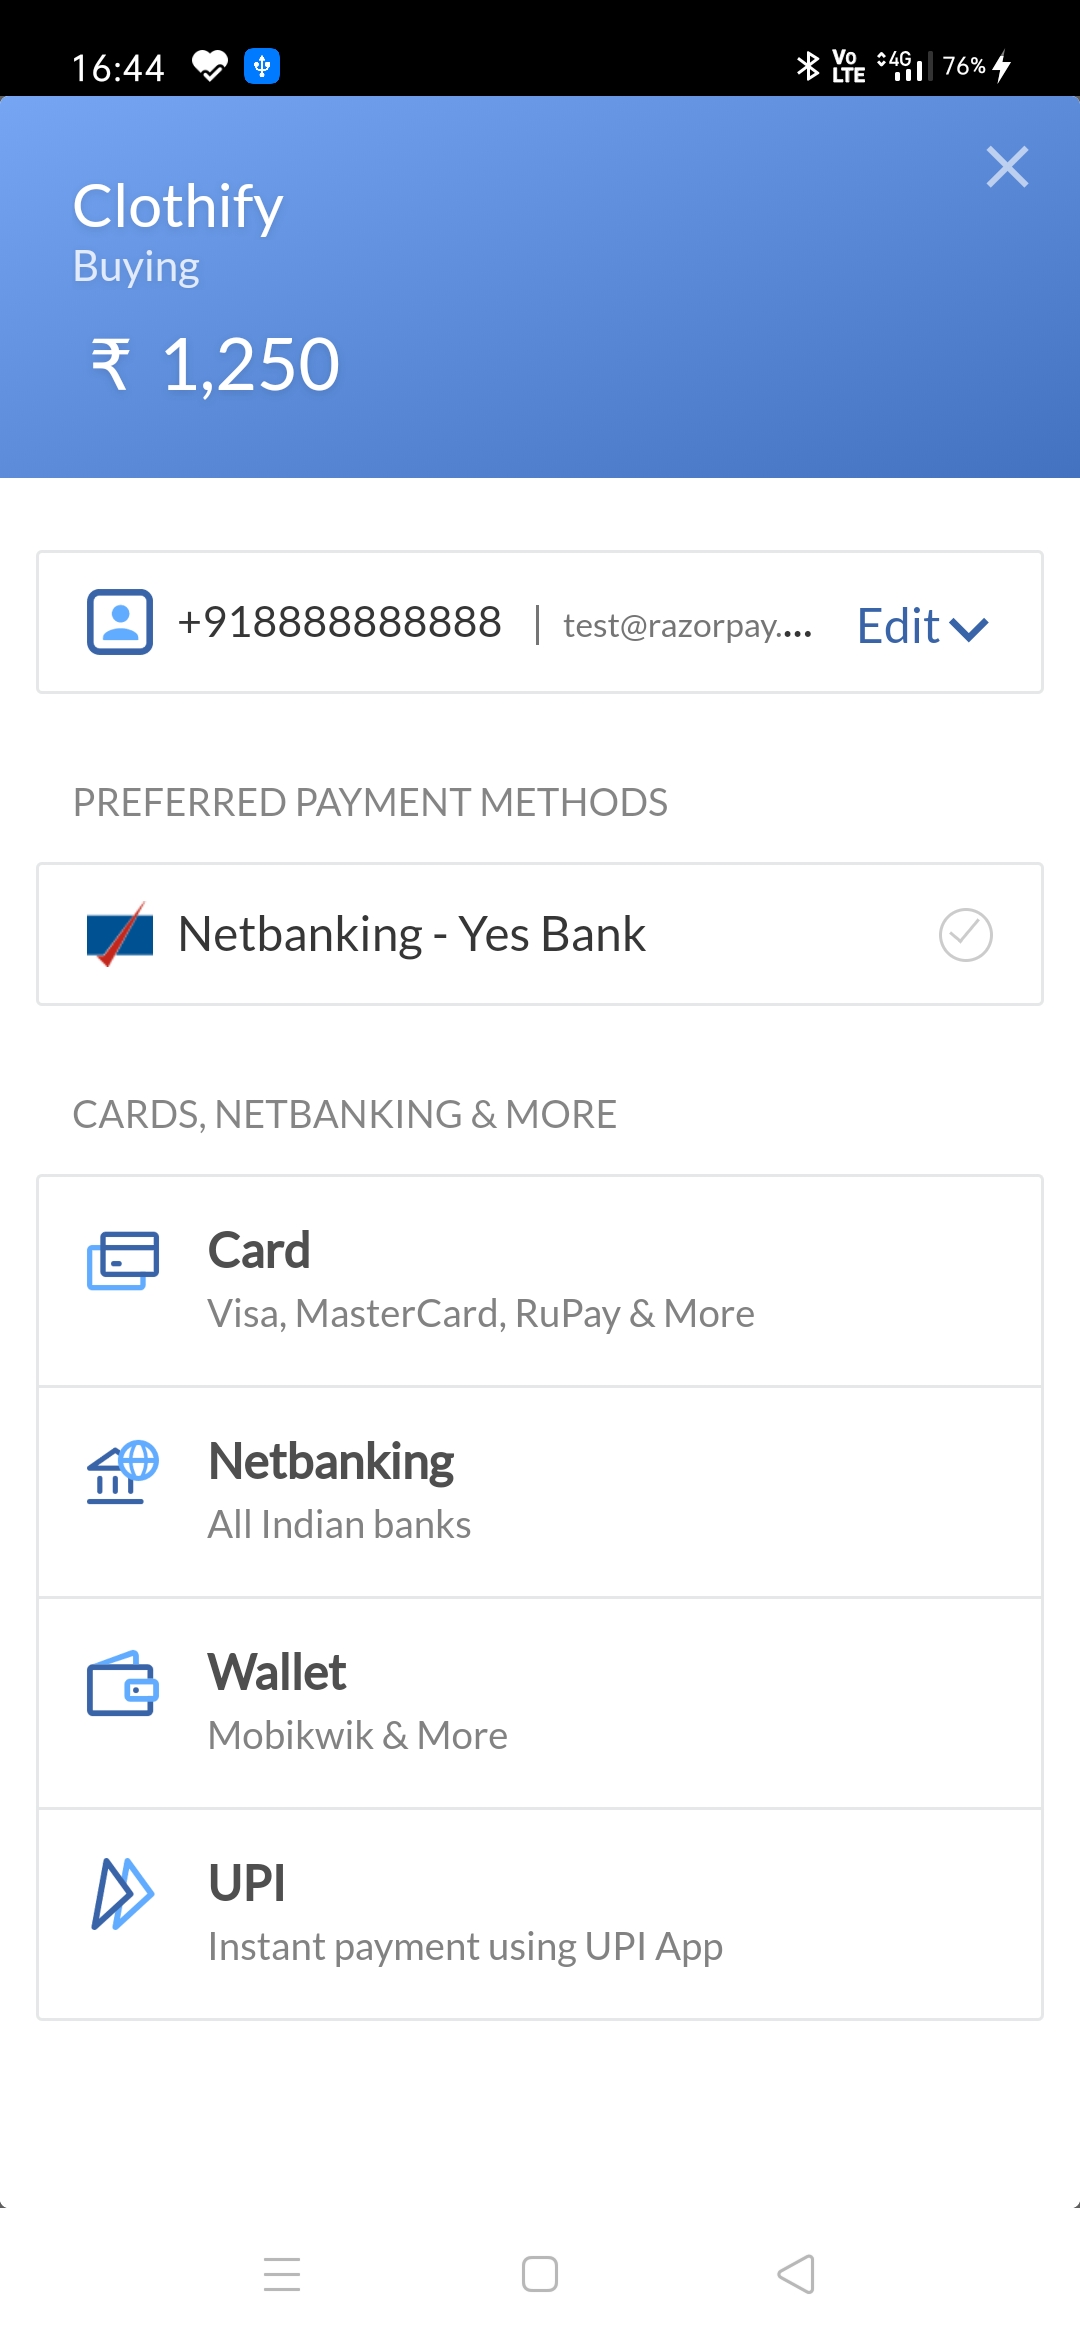 16:44 Vo LTE 4G 76%
Clothify
Buying
₹ 1,250
+918888888888 | test@razorpay.... Edit
PREFERRED PAYMENT METHODS
Netbanking - Yes Bank
CARDS, NETBANKING & MORE
Card
Visa, MasterCard, RuPay & More
Netbanking
All Indian banks
Wallet
Mobikwik & More
UPI
Instant payment using UPI App